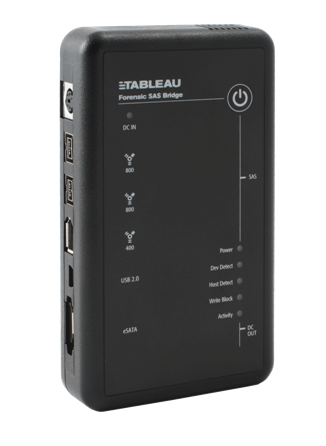 TABLEAU
Forensic SAS Bridge
DC IN
800
SAS
800
400
Power
Dev Detect
USB 2.0
Host Detect
Write Block
Activity
eSATA
DC
OUT